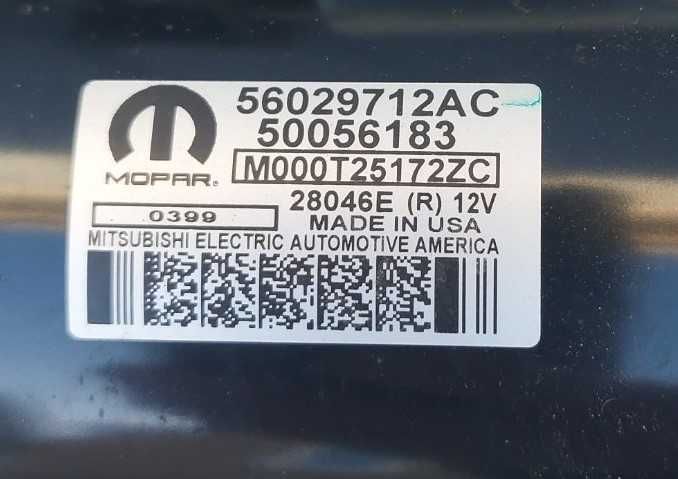 56029712AC
50056183
M000T25172ZC
MOPAR®
28046E (R) 12V
0399
MADE IN USA
MITSUBISHI ELECTRIC AUTOMOTIVE AMERICA